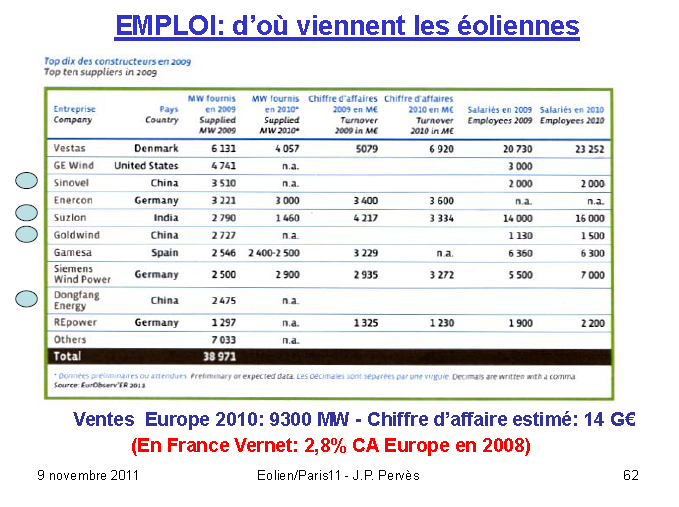 EMPLOI: d'où viennent les éoliennes
Top dix des constructeurs en 2009
Top ten suppliers in 2009
Entreprise Company Pays Country MW fournis en 2009 Supplied MW 2009 MW fournis en 2010* Supplied MW 2010* Chiffre d'affaires 2009 en M€ Turnover 2009 in M€ Chiffre d'affaires 2010 en M€ Turnover 2010 in M€ Salariés en 2009 Employees 2009 Salariés en 2010 Employees 2010
Vestas Denmark 6 131 4 057 5079 6 920 20 730 23 252
GE Wind United States 4 741 n.a. 3 000
Sinovel China 3 510 n.a. 2 000 2 000
Enercon Germany 3 221 3 000 3 400 3 600 n.a. n.a.
Suzlon India 2 790 1 460 4 217 3 334 14 000 16 000
Goldwind China 2 727 n.a. 1 130 1 500
Gamesa Spain 2 546 2 400-2 500 3 229 n.a. 6 360 6 300
Siemens Wind Power Germany 2 500 2 900 2 935 3 272 5 500 7 000
Dongfang Energy China 2 475 n.a.
REpower Germany 1 297 n.a. 1 325 1 230 1 900 2 200
Others 7 033 n.a.
Total 38 971
* Données préliminaires ou attendues. Preliminary or expected data. Les décimales sont séparées par une virgule. Decimals are written with a comma.
Source: EurObserv'ER 2011
Ventes Europe 2010: 9300 MW - Chiffre d'affaire estimé: 14 G€
(En France Vernet: 2,8% CA Europe en 2008)
9 novembre 2011 Eolien/Paris11 - J.P. Pervès 62